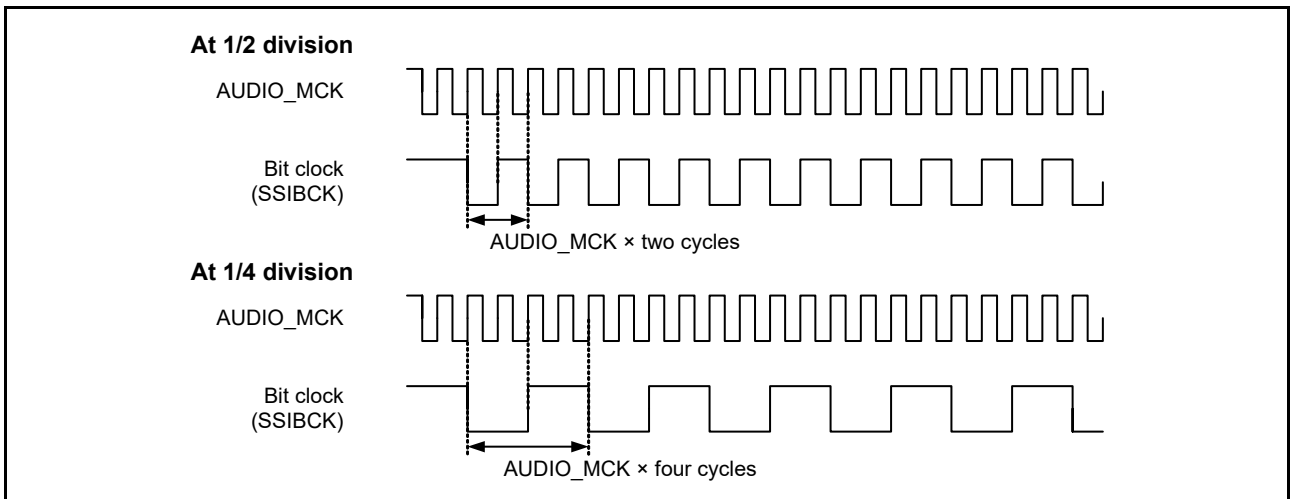 At 1/2 division
AUDIO_MCK
Bit clock
(SSIBCK)
AUDIO_MCK × two cycles
At 1/4 division
AUDIO_MCK
Bit clock
(SSIBCK)
AUDIO_MCK × four cycles